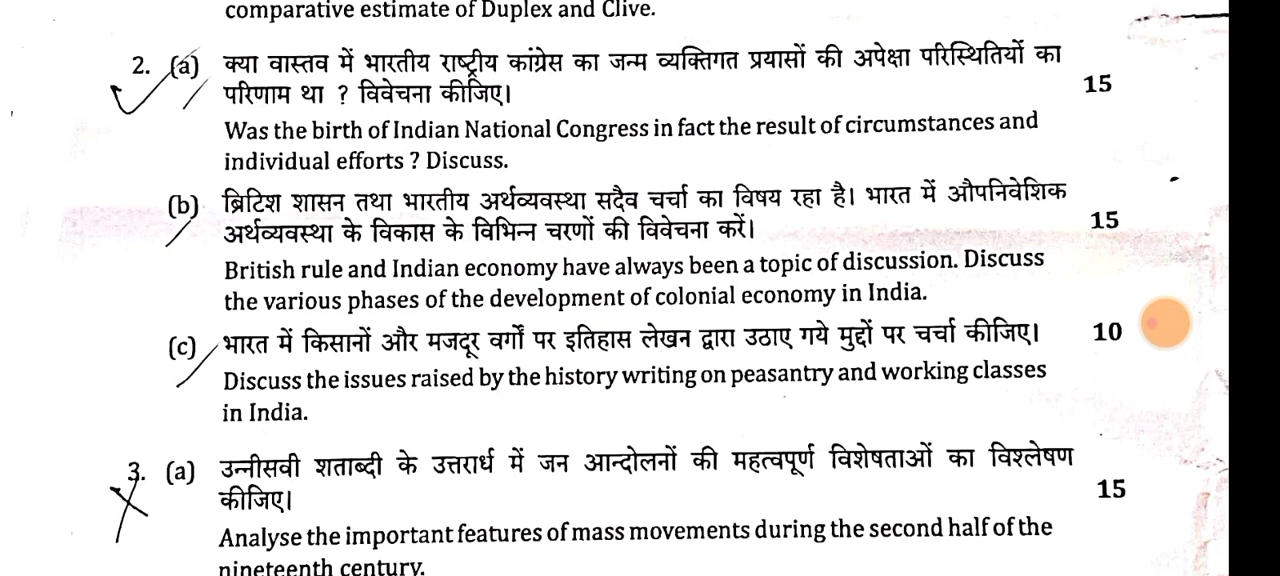 comparative estimate of Duplex and Clive.
2. (a) क्या वास्तव में भारतीय राष्ट्रीय कांग्रेस का जन्म व्यक्तिगत प्रयासों की अपेक्षा परिस्थितियों का
परिणाम था ? विवेचना कीजिए। 15
Was the birth of Indian National Congress in fact the result of circumstances and
individual efforts ? Discuss.
(b) ब्रिटिश शासन तथा भारतीय अर्थव्यवस्था सदैव चर्चा का विषय रहा है। भारत में औपनिवेशिक
अर्थव्यवस्था के विकास के विभिन्न चरणों की विवेचना करें। 15
British rule and Indian economy have always been a topic of discussion. Discuss
the various phases of the development of colonial economy in India.
(c) भारत में किसानों और मजदूर वर्गों पर इतिहास लेखन द्वारा उठाए गये मुद्दों पर चर्चा कीजिए। 10
Discuss the issues raised by the history writing on peasantry and working classes
in India.
3. (a) उन्नीसवी शताब्दी के उत्तरार्ध में जन आन्दोलनों की महत्वपूर्ण विशेषताओं का विश्लेषण
कीजिए। 15
Analyse the important features of mass movements during the second half of the
nineteenth century.